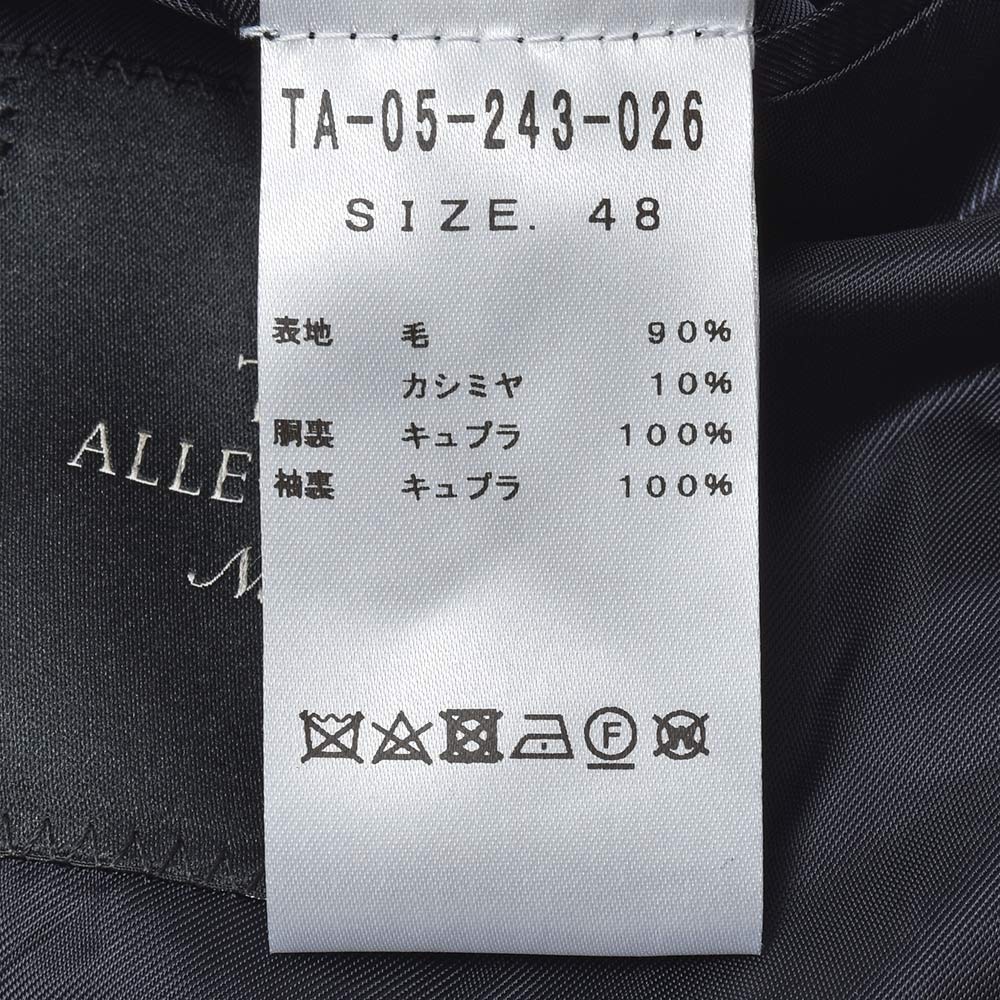 TA-05-243-026
SIZE. 48
表地 毛 90%
カシミヤ 10%
胴裏 キュプラ 100%
袖裏 キュプラ 100%
F
W
ALLE